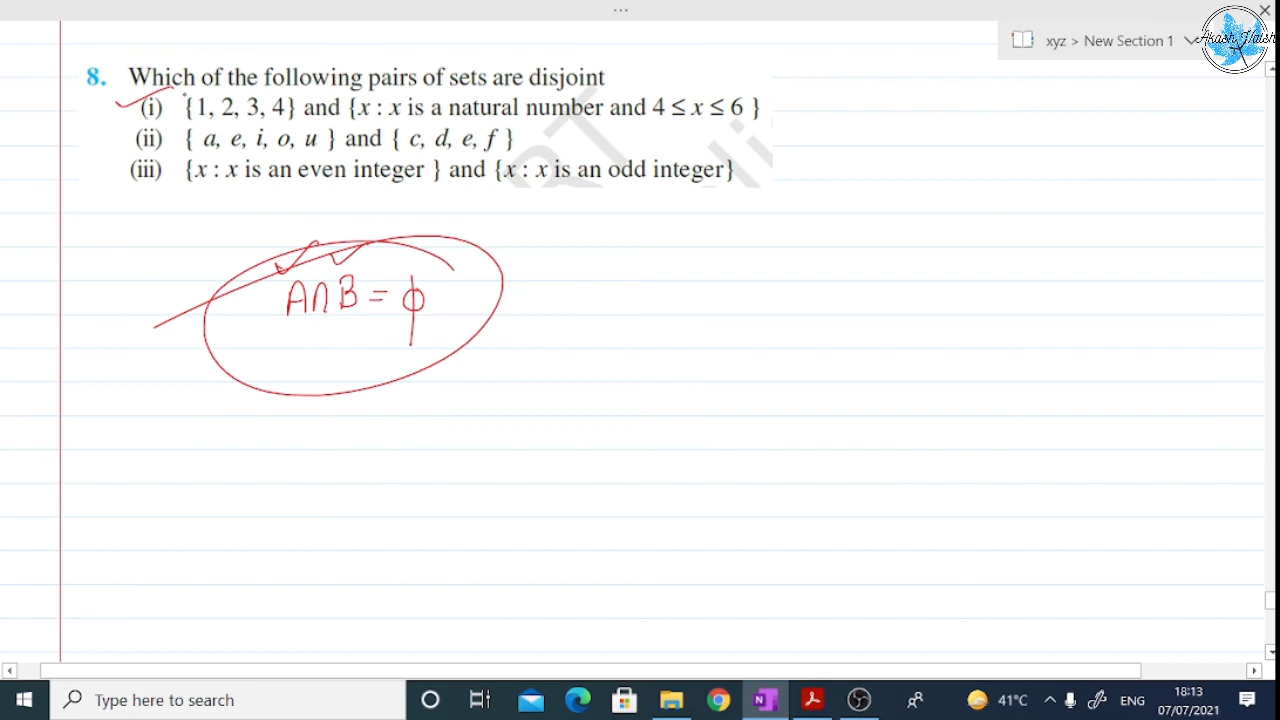 xyz > New Section 1
8. Which of the following pairs of sets are disjoint
(i) {1, 2, 3, 4} and {x : x is a natural number and 4 ≤ x ≤ 6 }
(ii) { a, e, i, o, u } and { c, d, e, f }
(iii) {x : x is an even integer } and {x : x is an odd integer}
A∩B = ϕ
Type here to search
41°C
ENG
18:13
07/07/2021